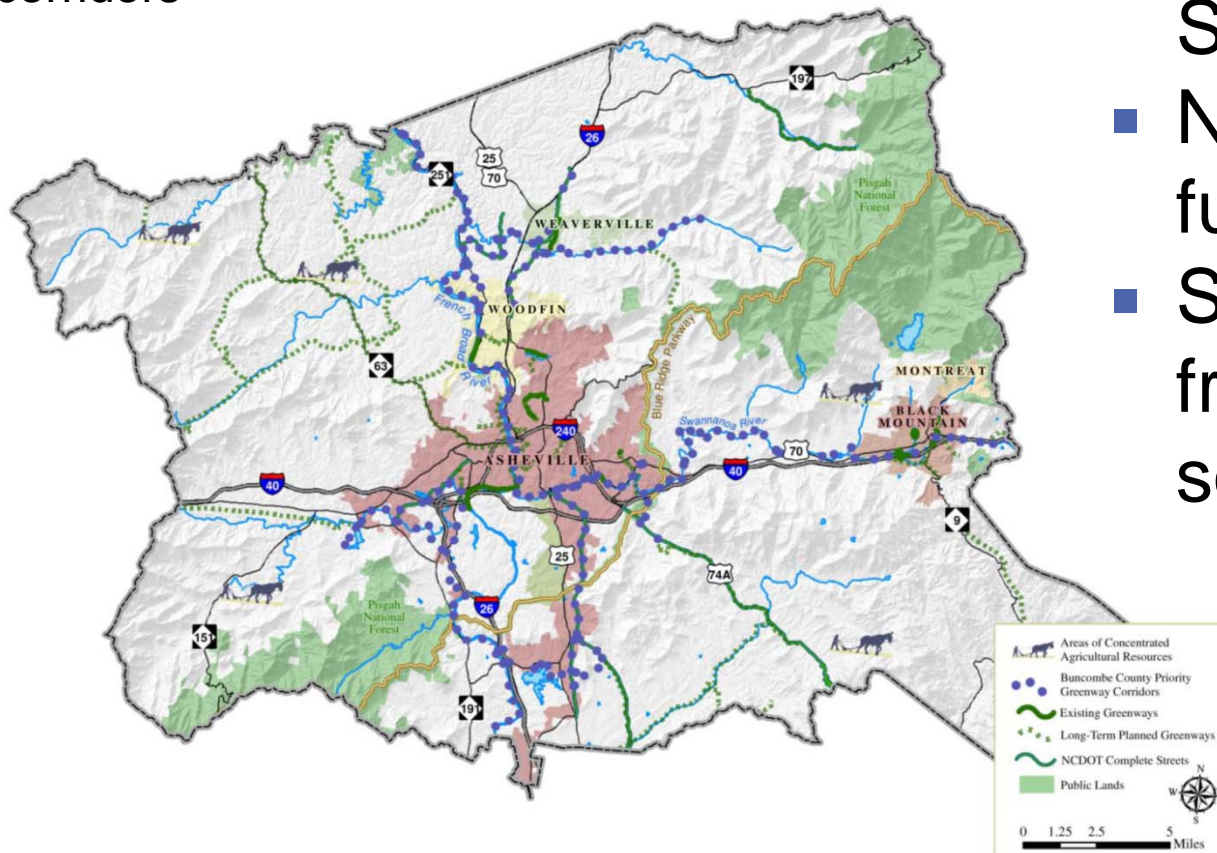 corridors
S
N
fu
S
fr
197
26
25
70
251
Pisgah
National
Forest
WEAVERVILLE
French Broad River
WOODFIN
63
Blue Ridge Parkway
MONTREAT
BLACK
MOUNTAIN
Swannanoa River
240
70
ASHEVILLE
40
40
9
25
74A
26
Pisgah
National
Forest
151
191
Areas of Concentrated
Agricultural Resources
Buncombe County Priority
Greenway Corridors
Existing Greenways
Long-Term Planned Greenways
NCDOT Complete Streets
Public Lands
N
W
S
0 1.25 2.5 5
Miles